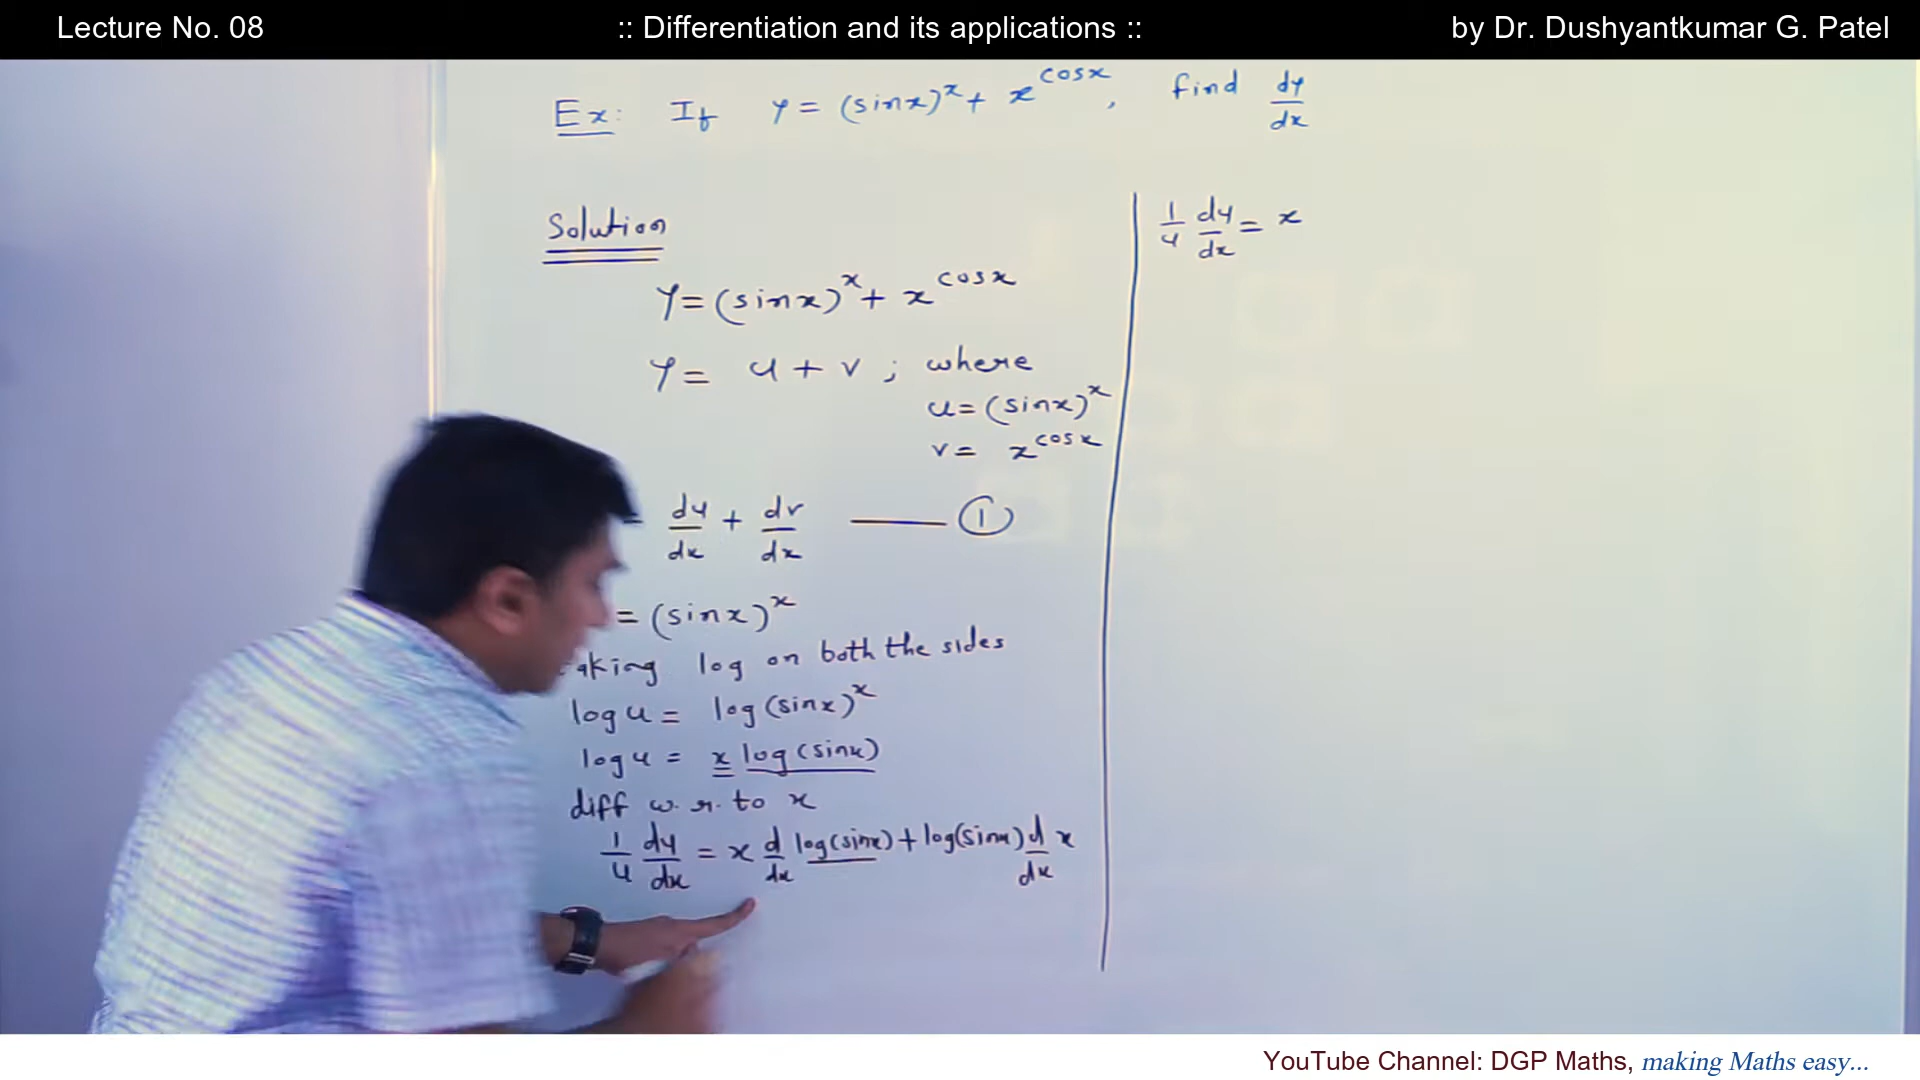 Lecture No. 08 :: Differentiation and its applications :: by Dr. Dushyantkumar G. Patel
Ex: If y = (sinx)^x + x^cosx, find dy/dx
Solution
y = (sinx)^x + x^cosx
y = u + v ; where
u = (sinx)^x
v = x^cosx
= du/dx + dv/dx —— ①
= (sinx)^x
aking log on both the sides
log u = log (sinx)^x
log u = x log (sinx)
diff w.r. to x
1/u du/dx = x d/dx log(sinx) + log(sinx) d/dx x
1/u du/dx = x
YouTube Channel: DGP Maths, making Maths easy...